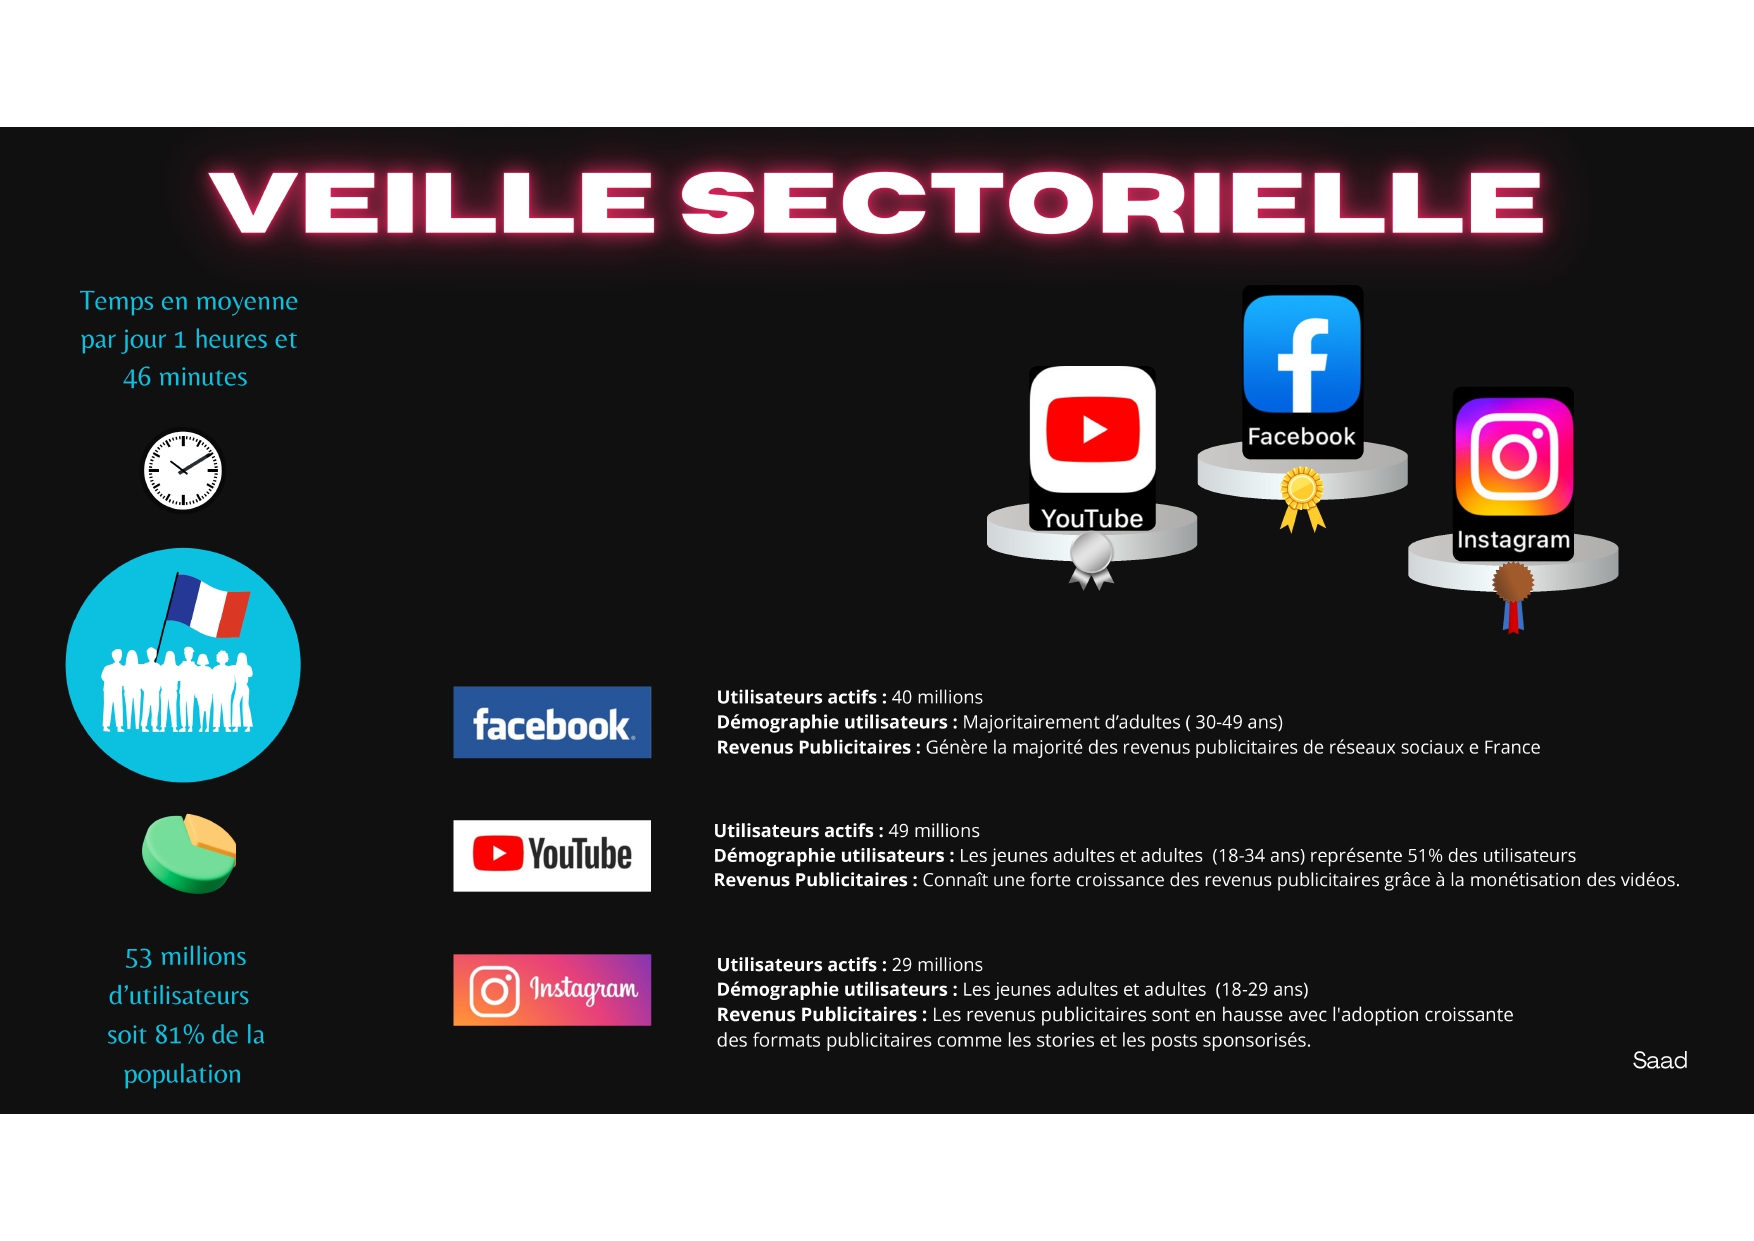 VEILLE SECTORIELLE
Temps en moyenne
par jour 1 heures et
46 minutes
Facebook
YouTube
Instagram
facebook.
Utilisateurs actifs : 40 millions
Démographie utilisateurs : Majoritairement d’adultes ( 30-49 ans)
Revenus Publicitaires : Génère la majorité des revenus publicitaires de réseaux sociaux e France
YouTube
Utilisateurs actifs : 49 millions
Démographie utilisateurs : Les jeunes adultes et adultes (18-34 ans) représente 51% des utilisateurs
Revenus Publicitaires : Connaît une forte croissance des revenus publicitaires grâce à la monétisation des vidéos.
53 millions
d’utilisateurs
soit 81% de la
population
Instagram
Utilisateurs actifs : 29 millions
Démographie utilisateurs : Les jeunes adultes et adultes (18-29 ans)
Revenus Publicitaires : Les revenus publicitaires sont en hausse avec l'adoption croissante
des formats publicitaires comme les stories et les posts sponsorisés.
Saad